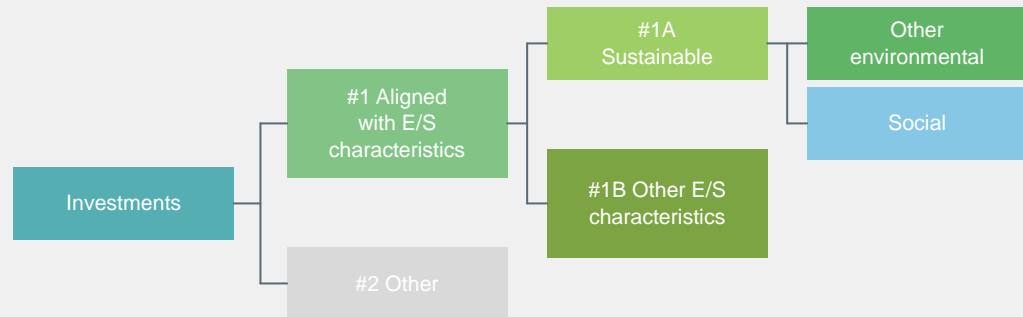 Investments
#1 Aligned
with E/S
characteristics
#2 Other
#1A
Sustainable
#1B Other E/S
characteristics
Other
environmental
Social